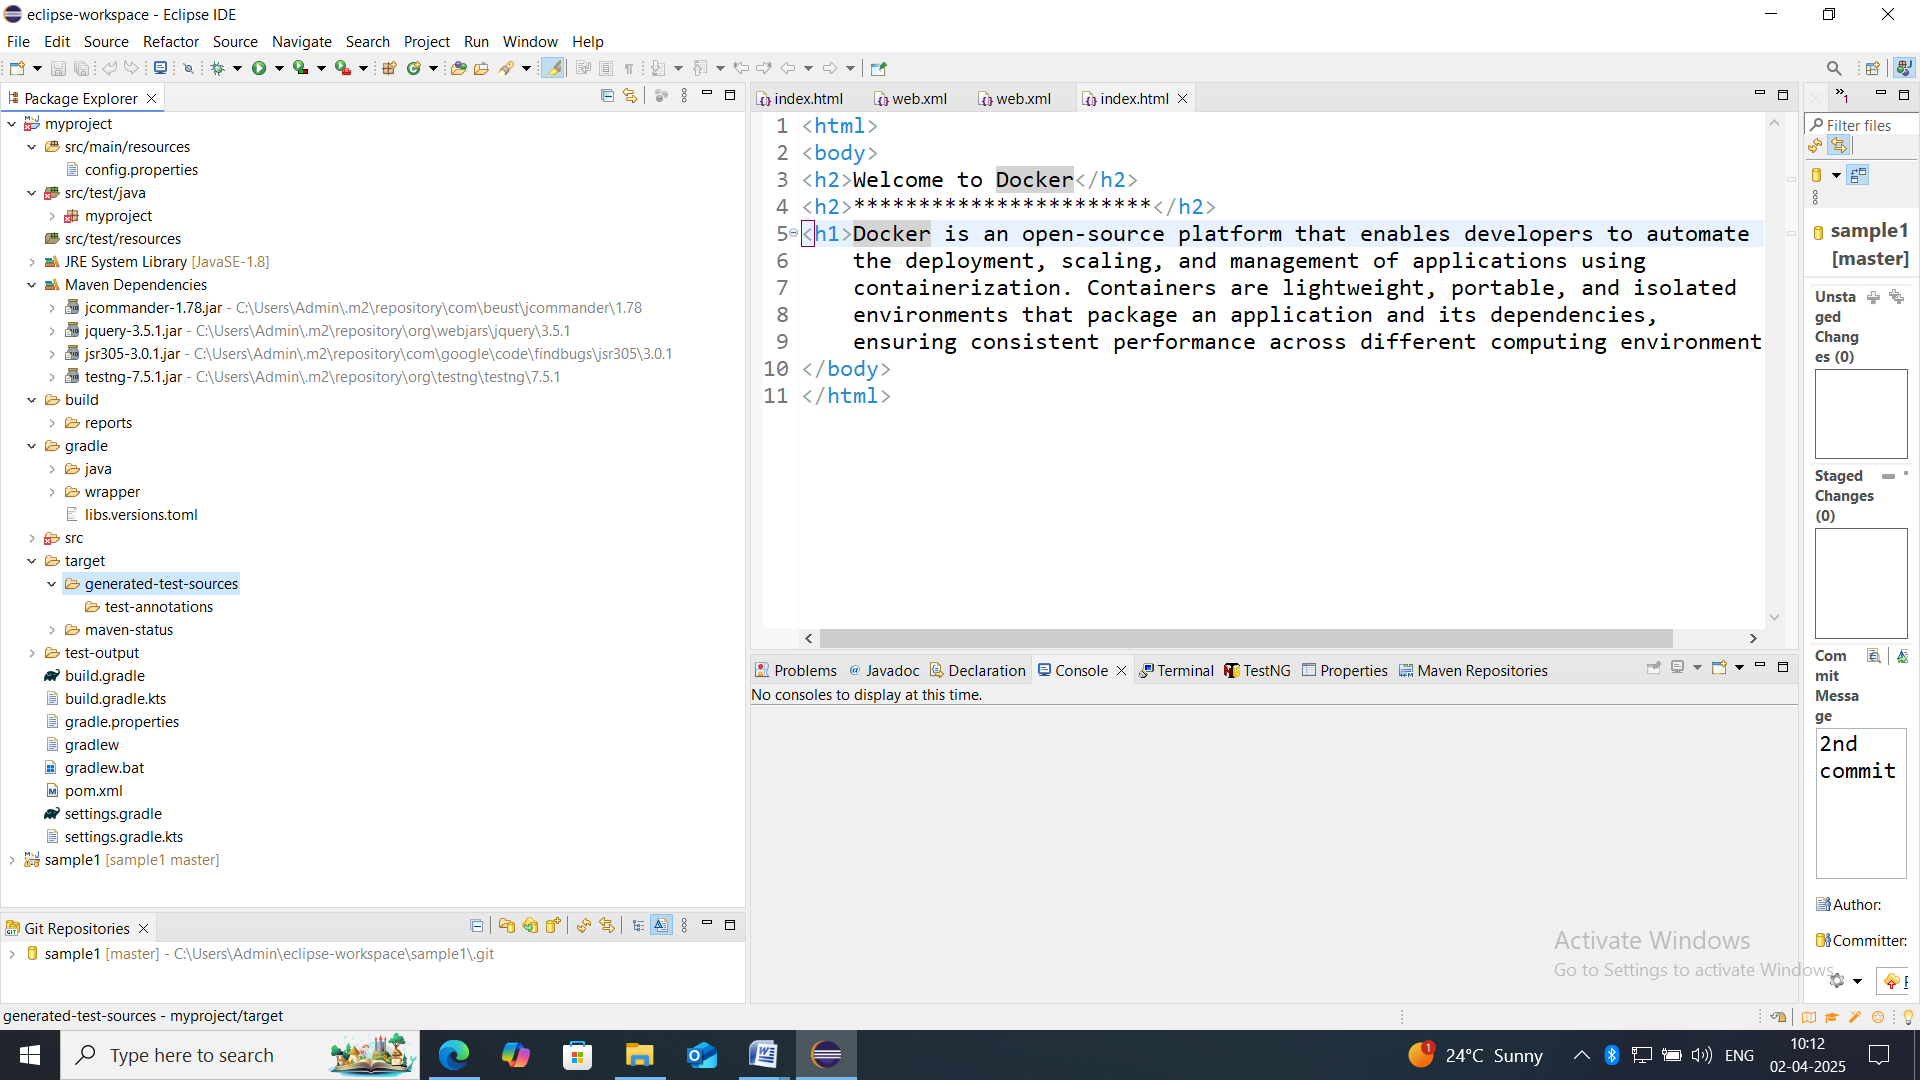 eclipse-workspace - Eclipse IDE
File Edit Source Refactor Source Navigate Search Project Run Window Help
Package Explorer
myproject
src/main/resources
config.properties
src/test/java
myproject
src/test/resources
JRE System Library [JavaSE-1.8]
Maven Dependencies
jcommander-1.78.jar - C:\Users\Admin\.m2\repository\com\beust\jcommander\1.78
jquery-3.5.1.jar - C:\Users\Admin\.m2\repository\org\webjars\jquery\3.5.1
jsr305-3.0.1.jar - C:\Users\Admin\.m2\repository\com\google\code\findbugs\jsr305\3.0.1
testng-7.5.1.jar - C:\Users\Admin\.m2\repository\org\testng\testng\7.5.1
build
reports
gradle
java
wrapper
libs.versions.toml
src
target
generated-test-sources
test-annotations
maven-status
test-output
build.gradle
build.gradle.kts
gradle.properties
gradlew
gradlew.bat
pom.xml
settings.gradle
settings.gradle.kts
sample1 [sample1 master]
Git Repositories
sample1 [master] - C:\Users\Admin\eclipse-workspace\sample1\.git
index.html web.xml web.xml index.html
1 <html>
2 <body>
3 <h2>Welcome to Docker</h2>
4 <h2>***********************</h2>
5 <h1>Docker is an open-source platform that enables developers to automate
6 the deployment, scaling, and management of applications using
7 containerization. Containers are lightweight, portable, and isolated
8 environments that package an application and its dependencies,
9 ensuring consistent performance across different computing environment
10 </body>
11 </html>
Problems Javadoc Declaration Console Terminal TestNG Properties Maven Repositories
No consoles to display at this time.
1
Filter files
sample1
[master]
Unsta
ged
Chang
es (0)
Staged
Changes
(0)
Com
mit
Messa
ge
2nd
commit
Author:
Committer:
Activate Windows
Go to Settings to activate Windows.
generated-test-sources - myproject/target
Type here to search
1
24°C Sunny
ENG
10:12
02-04-2025